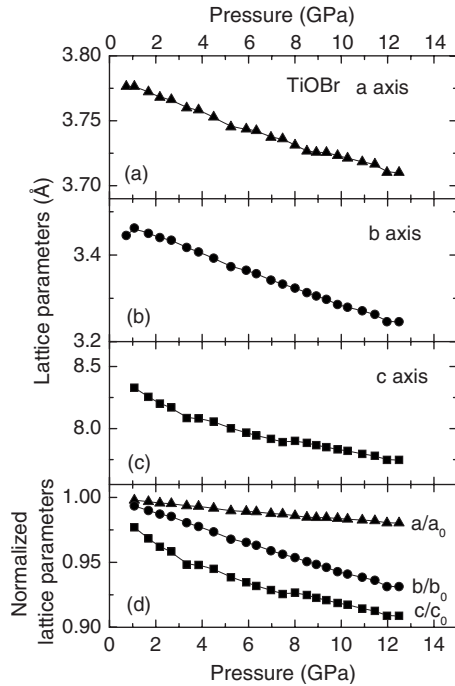 Pressure (GPa)
0 2 4 6 8 10 12 14
3.80
TiOBr a axis
3.75
3.70
(a)
Lattice parameters (Å)
b axis
3.4
(b)
3.2
8.5
c axis
8.0
(c)
1.00
a/a0
0.95
b/b0
(d)
c/c0
0.90
Normalized
lattice parameters
0 2 4 6 8 10 12 14
Pressure (GPa)